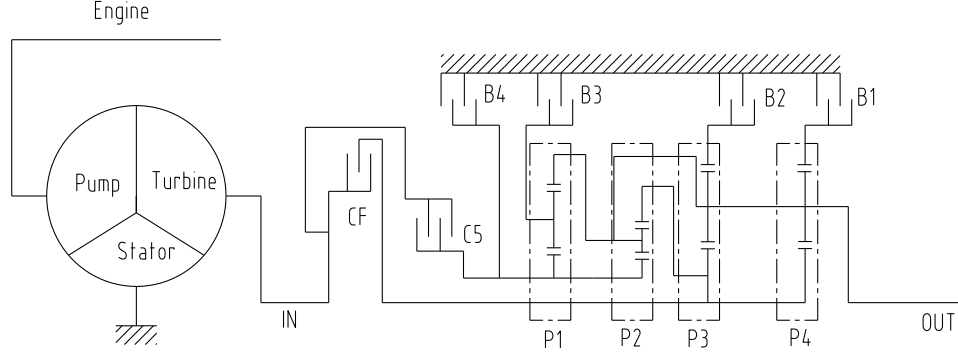 Engine
B4
B3
B2
B1
Pump
Turbine
CF
C5
Stator
IN
OUT
P1
P2
P3
P4